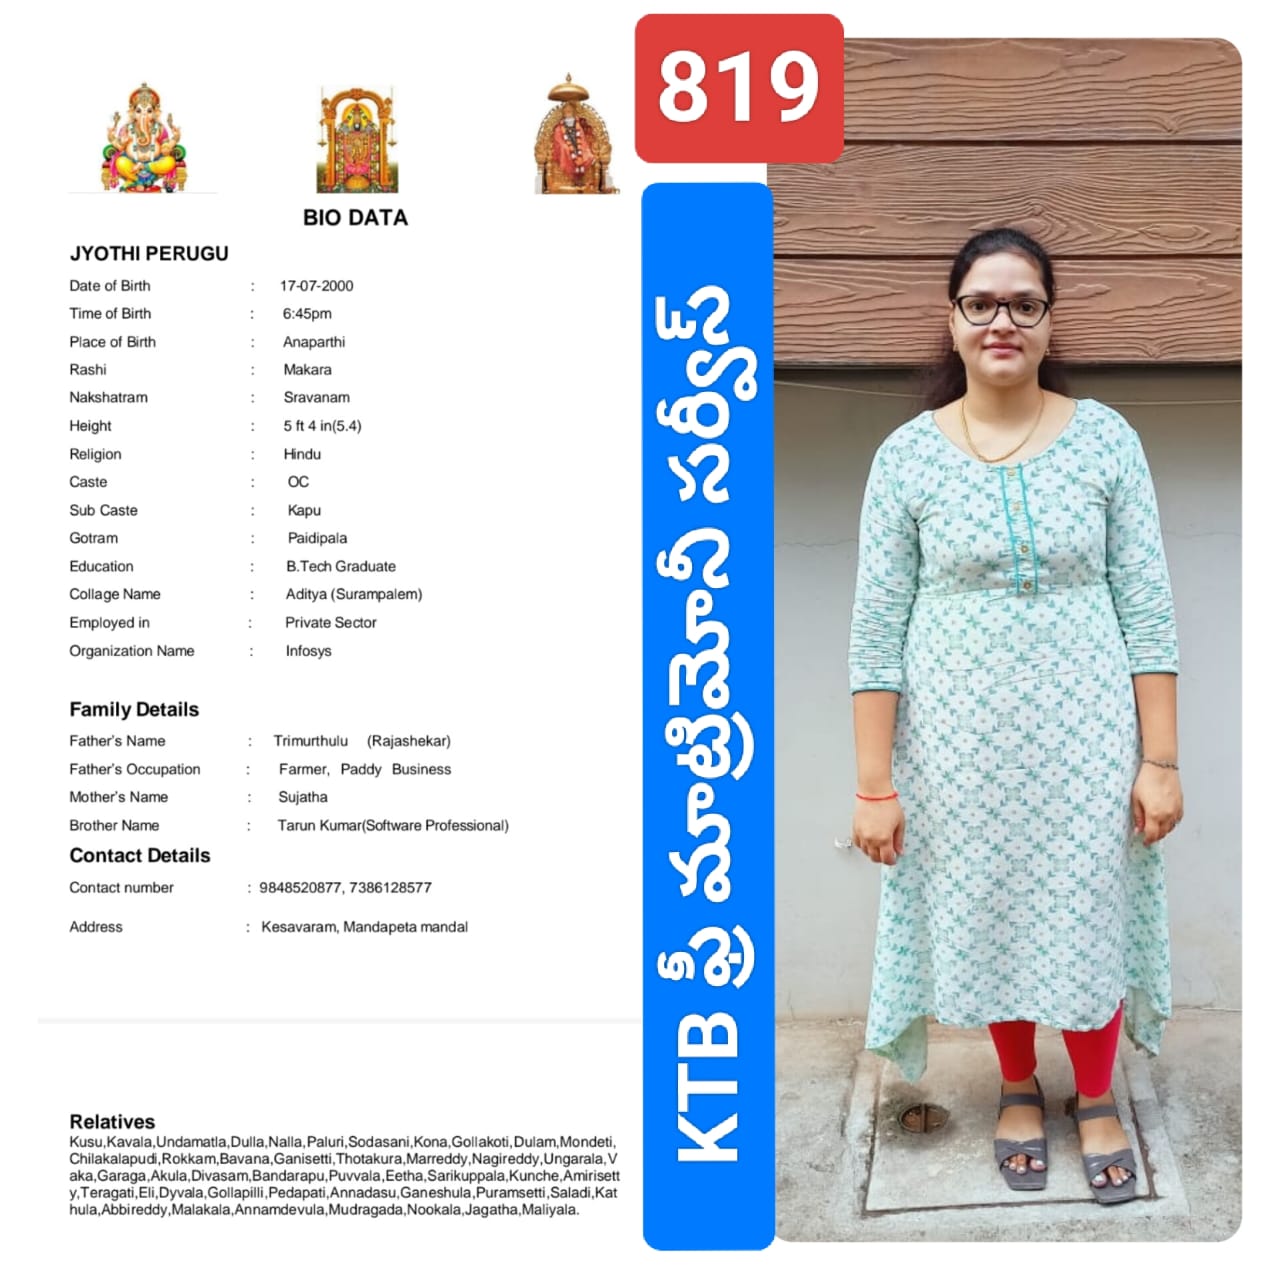 819
BIO DATA
JYOTHI PERUGU
Date of Birth : 17-07-2000
Time of Birth : 6:45pm
Place of Birth : Anaparthi
Rashi : Makara
Nakshatram : Sravanam
Height : 5 ft 4 in(5.4)
Religion : Hindu
Caste : OC
Sub Caste : Kapu
Gotram : Paidipala
Education : B.Tech Graduate
Collage Name : Aditya (Surampalem)
Employed in : Private Sector
Organization Name : Infosys
Family Details
Father's Name : Trimurthulu (Rajashekar)
Father's Occupation : Farmer, Paddy Business
Mother's Name : Sujatha
Brother Name : Tarun Kumar(Software Professional)
Contact Details
Contact number : 9848520877, 7386128577
Address : Kesavaram, Mandapeta mandal
Relatives
Kusu,Kavala,Undamatla,Dulla,Nalla,Paluri,Sodasani,Kona,Gollakoti,Dulam,Mondeti,
Chilakalapudi,Rokkam,Bavana,Ganisetti,Thotakura,Marreddy,Nagireddy,Ungarala,V
aka,Garaga,Akula,Divasam,Bandarapu,Puvvala,Eetha,Sarikuppala,Kunche,Amirisett
y,Teragati,Eli,Dyvala,Gollapilli,Pedapati,Annadasu,Ganeshula,Puramsetti,Saladi,Kat
hula,Abbireddy,Malakala,Annamdevula,Mudragada,Nookala,Jagatha,Maliyala.
KTB ఫ్రీ మాట్రిమోనీ సర్వీస్